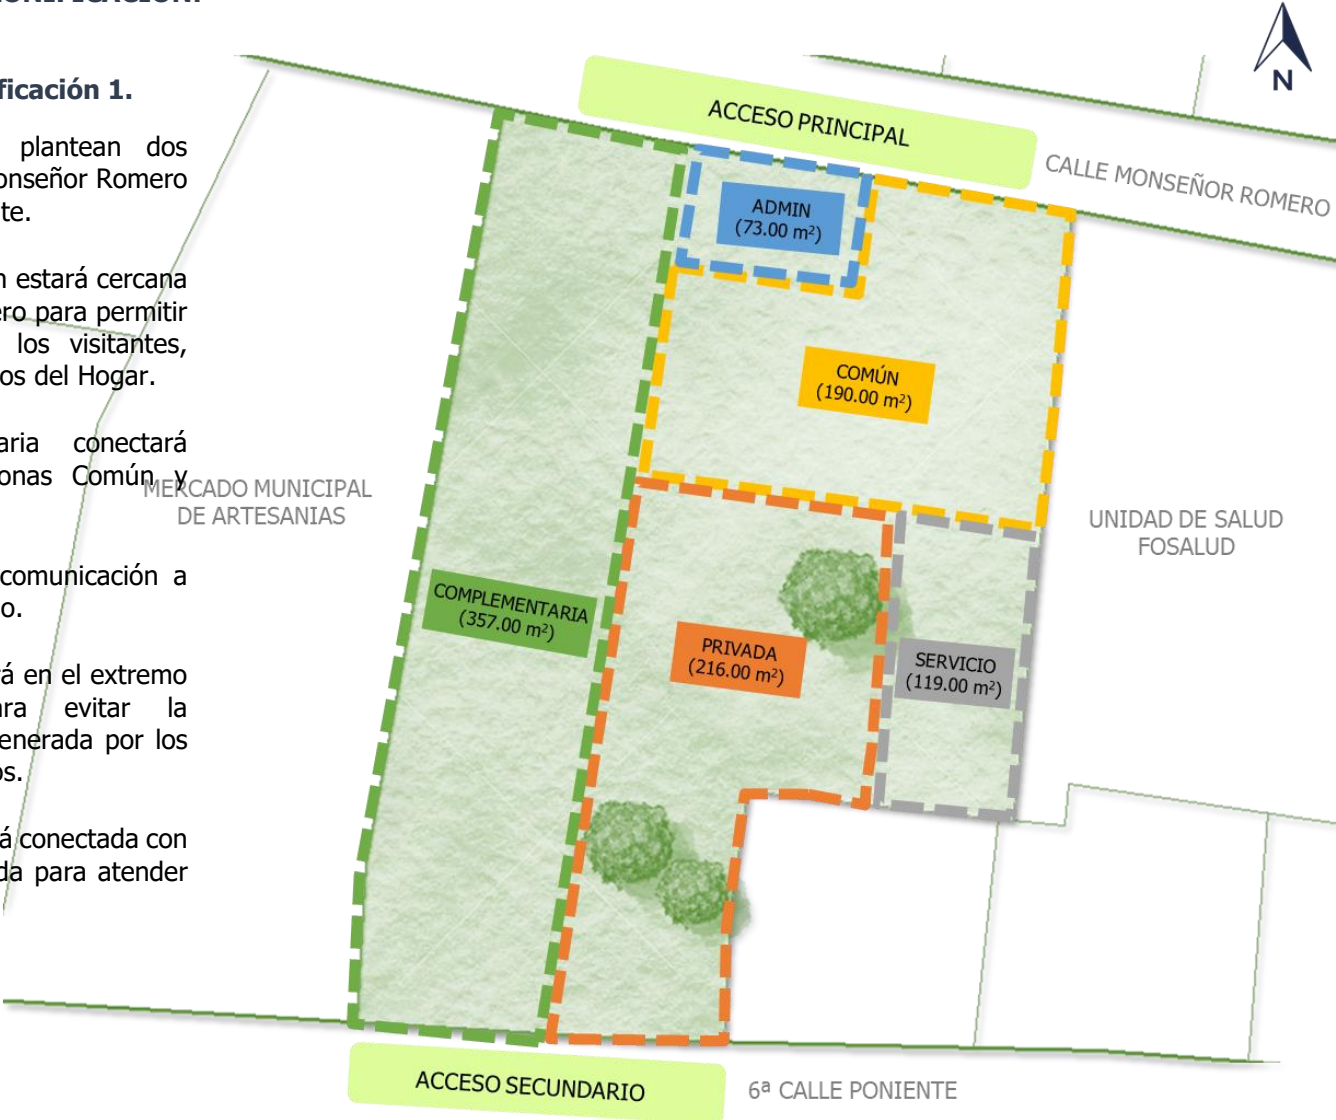 ficación 1.
plantean dos
onseñor Romero
te.
n estará cercana
ero para permitir
los visitantes,
os del Hogar.
aria conectará
onas Común y
comunicación a
o.
rá en el extremo
ara evitar la
enerada por los
os.
á conectada con
da para atender
N
ACCESO PRINCIPAL
CALLE MONSEÑOR ROMERO
ADMIN
(73.00 m²)
COMÚN
(190.00 m²)
MERCADO MUNICIPAL
DE ARTESANIAS
UNIDAD DE SALUD
FOSALUD
COMPLEMENTARIA
(357.00 m²)
PRIVADA
(216.00 m²)
SERVICIO
(119.00 m²)
ACCESO SECUNDARIO
6ª CALLE PONIENTE